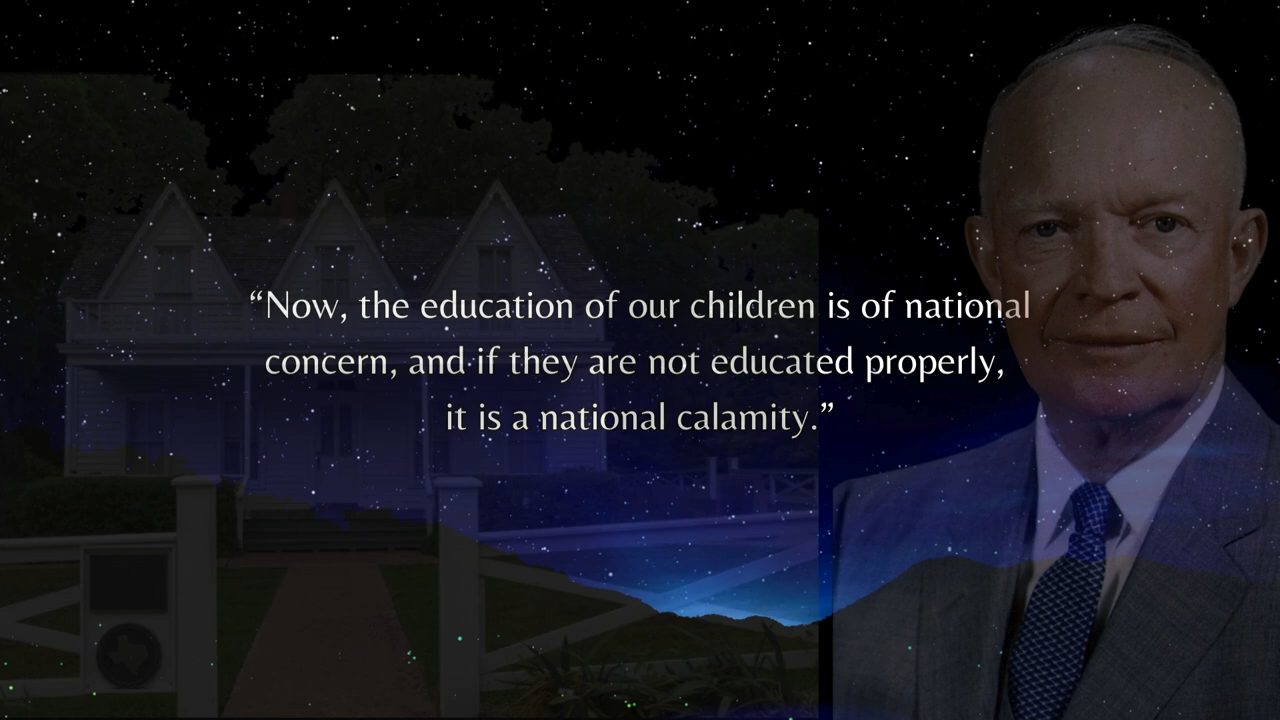 “Now, the education of our children is of national
concern, and if they are not educated properly,
it is a national calamity.”